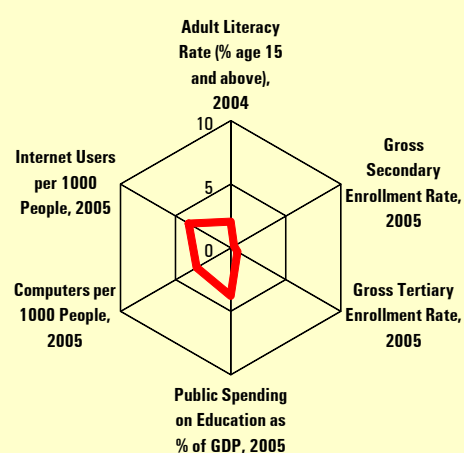 Adult Literacy
Rate (% age 15
and above),
2004
10
5
0
Gross
Secondary
Enrollment Rate,
2005
Gross Tertiary
Enrollment Rate,
2005
Public Spending
on Education as
% of GDP, 2005
Computers per
1000 People,
2005
Internet Users
per 1000
People, 2005